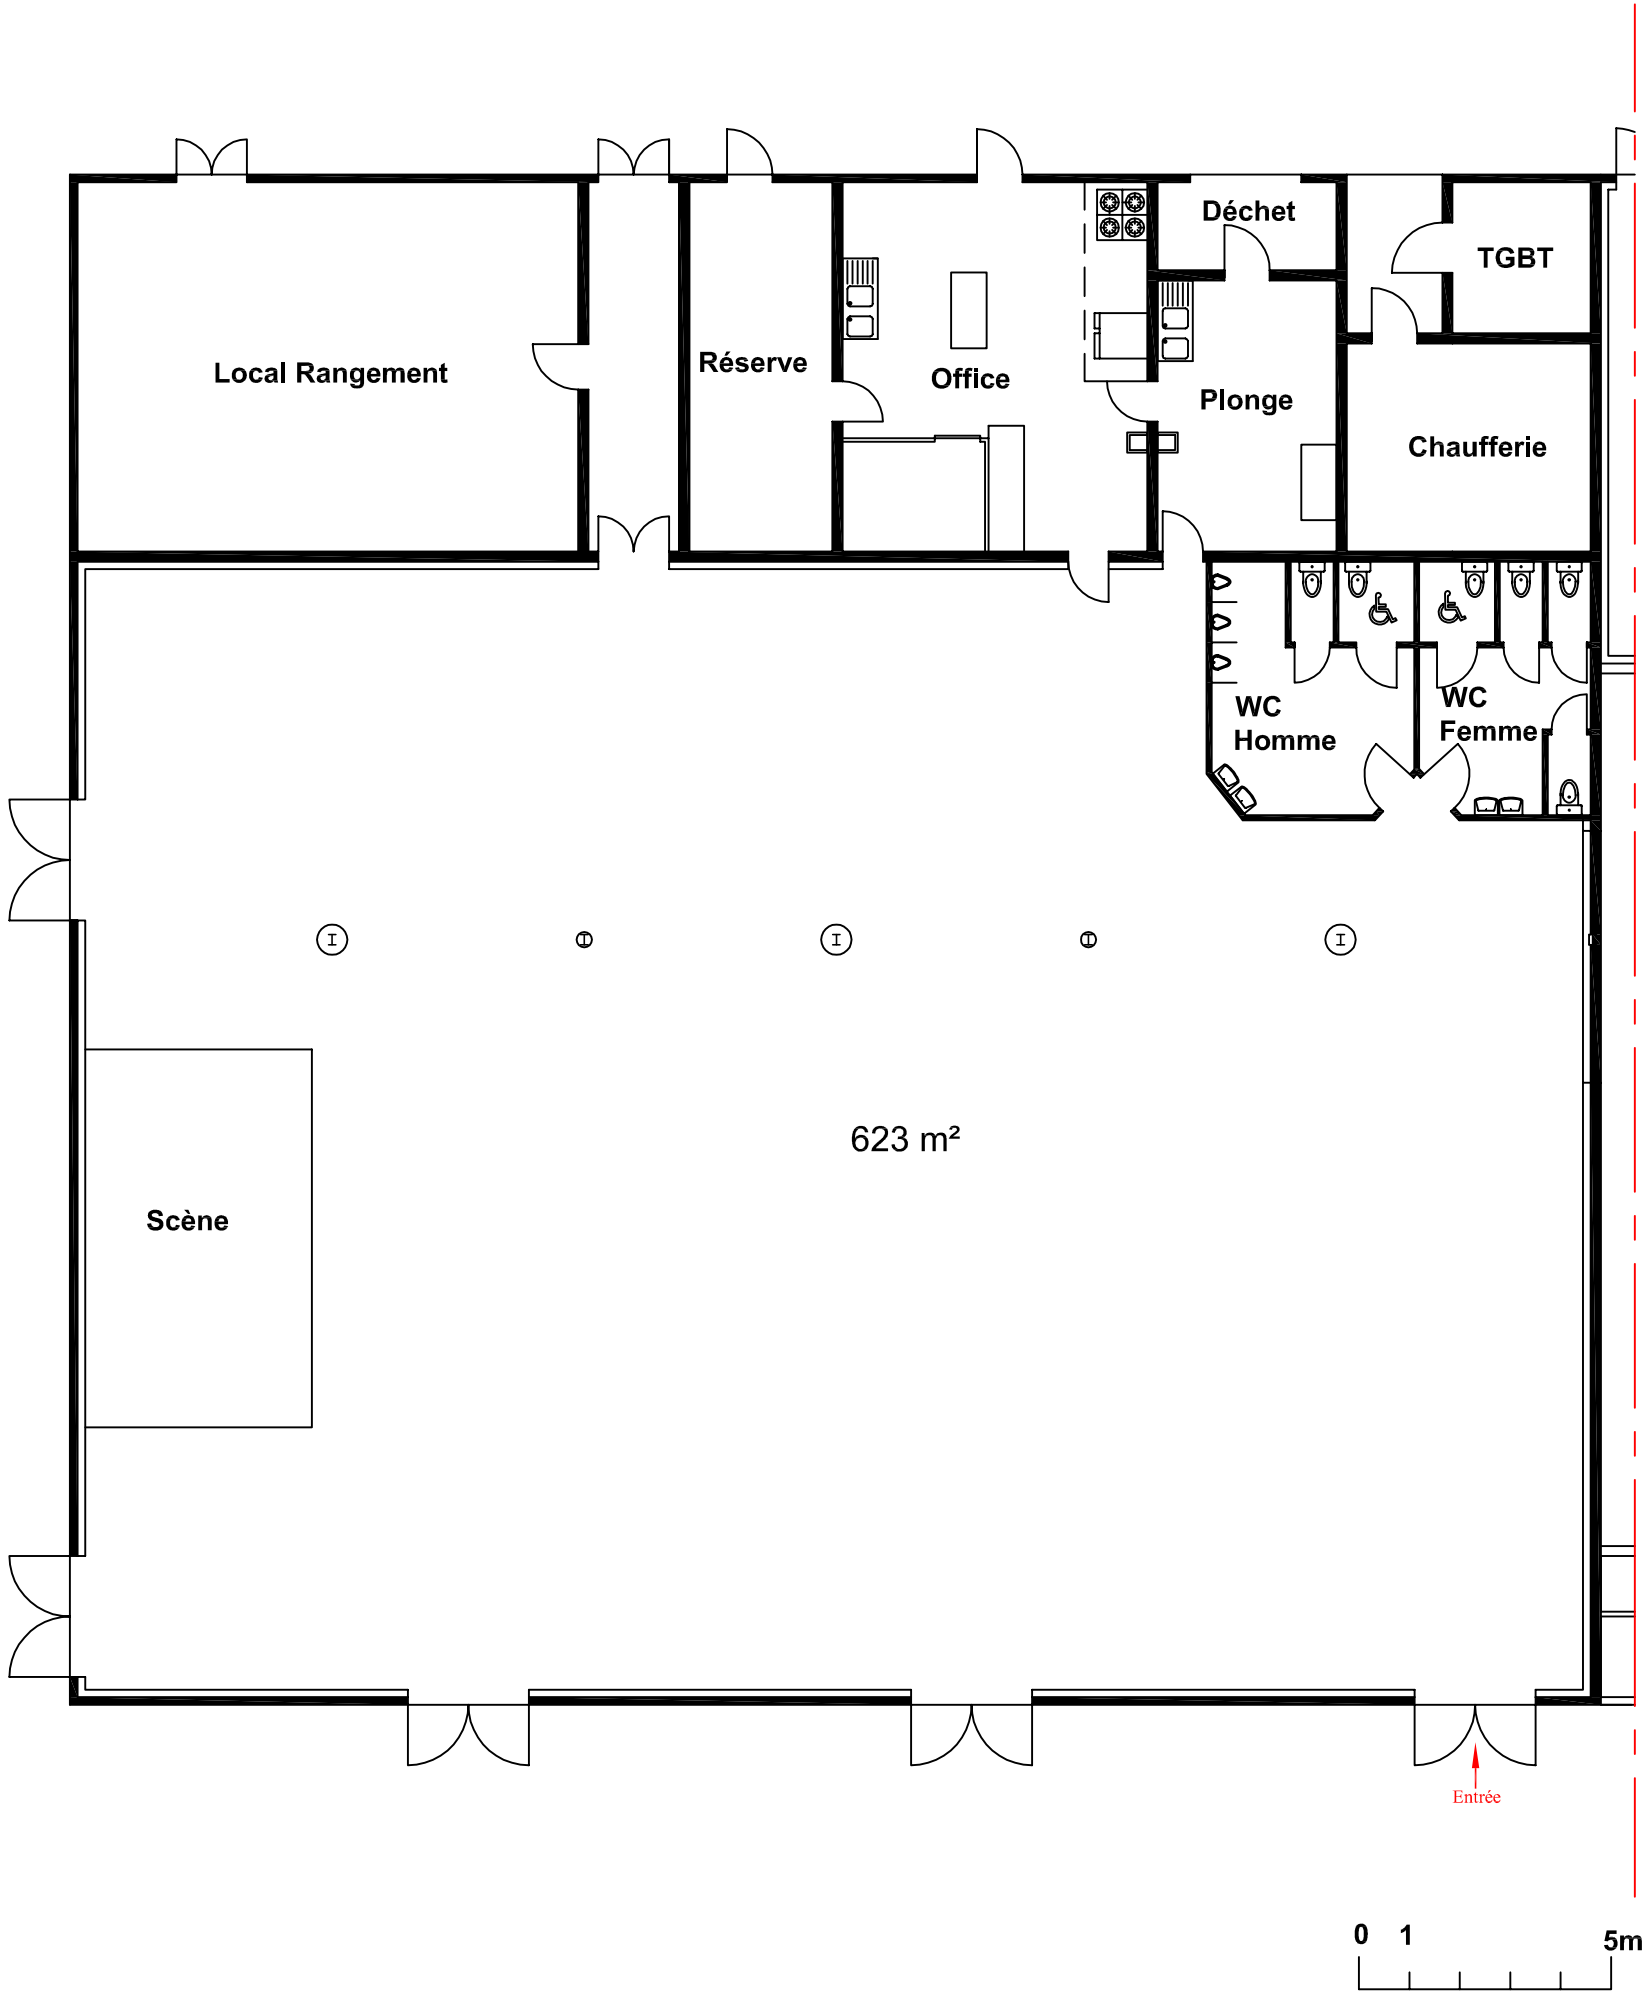 Déchet
TGBT
Local Rangement
Réserve
Office
Plonge
Chaufferie
WC
Homme
WC
Femme
I
I
I
I
I
623 m²
Scène
Entrée
0 1 5m